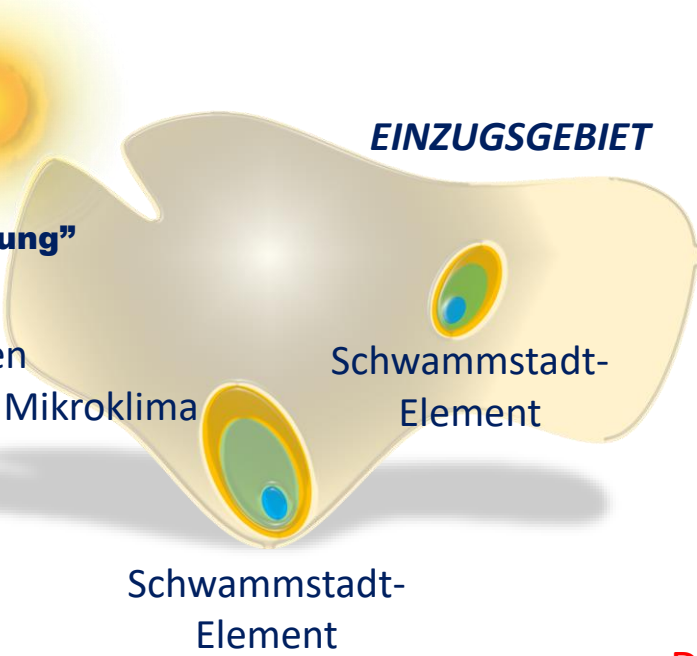 EINZUGSGEBIET
ung”
en
Mikroklima
Schwammstadt-
Element
Schwammstadt-
Element